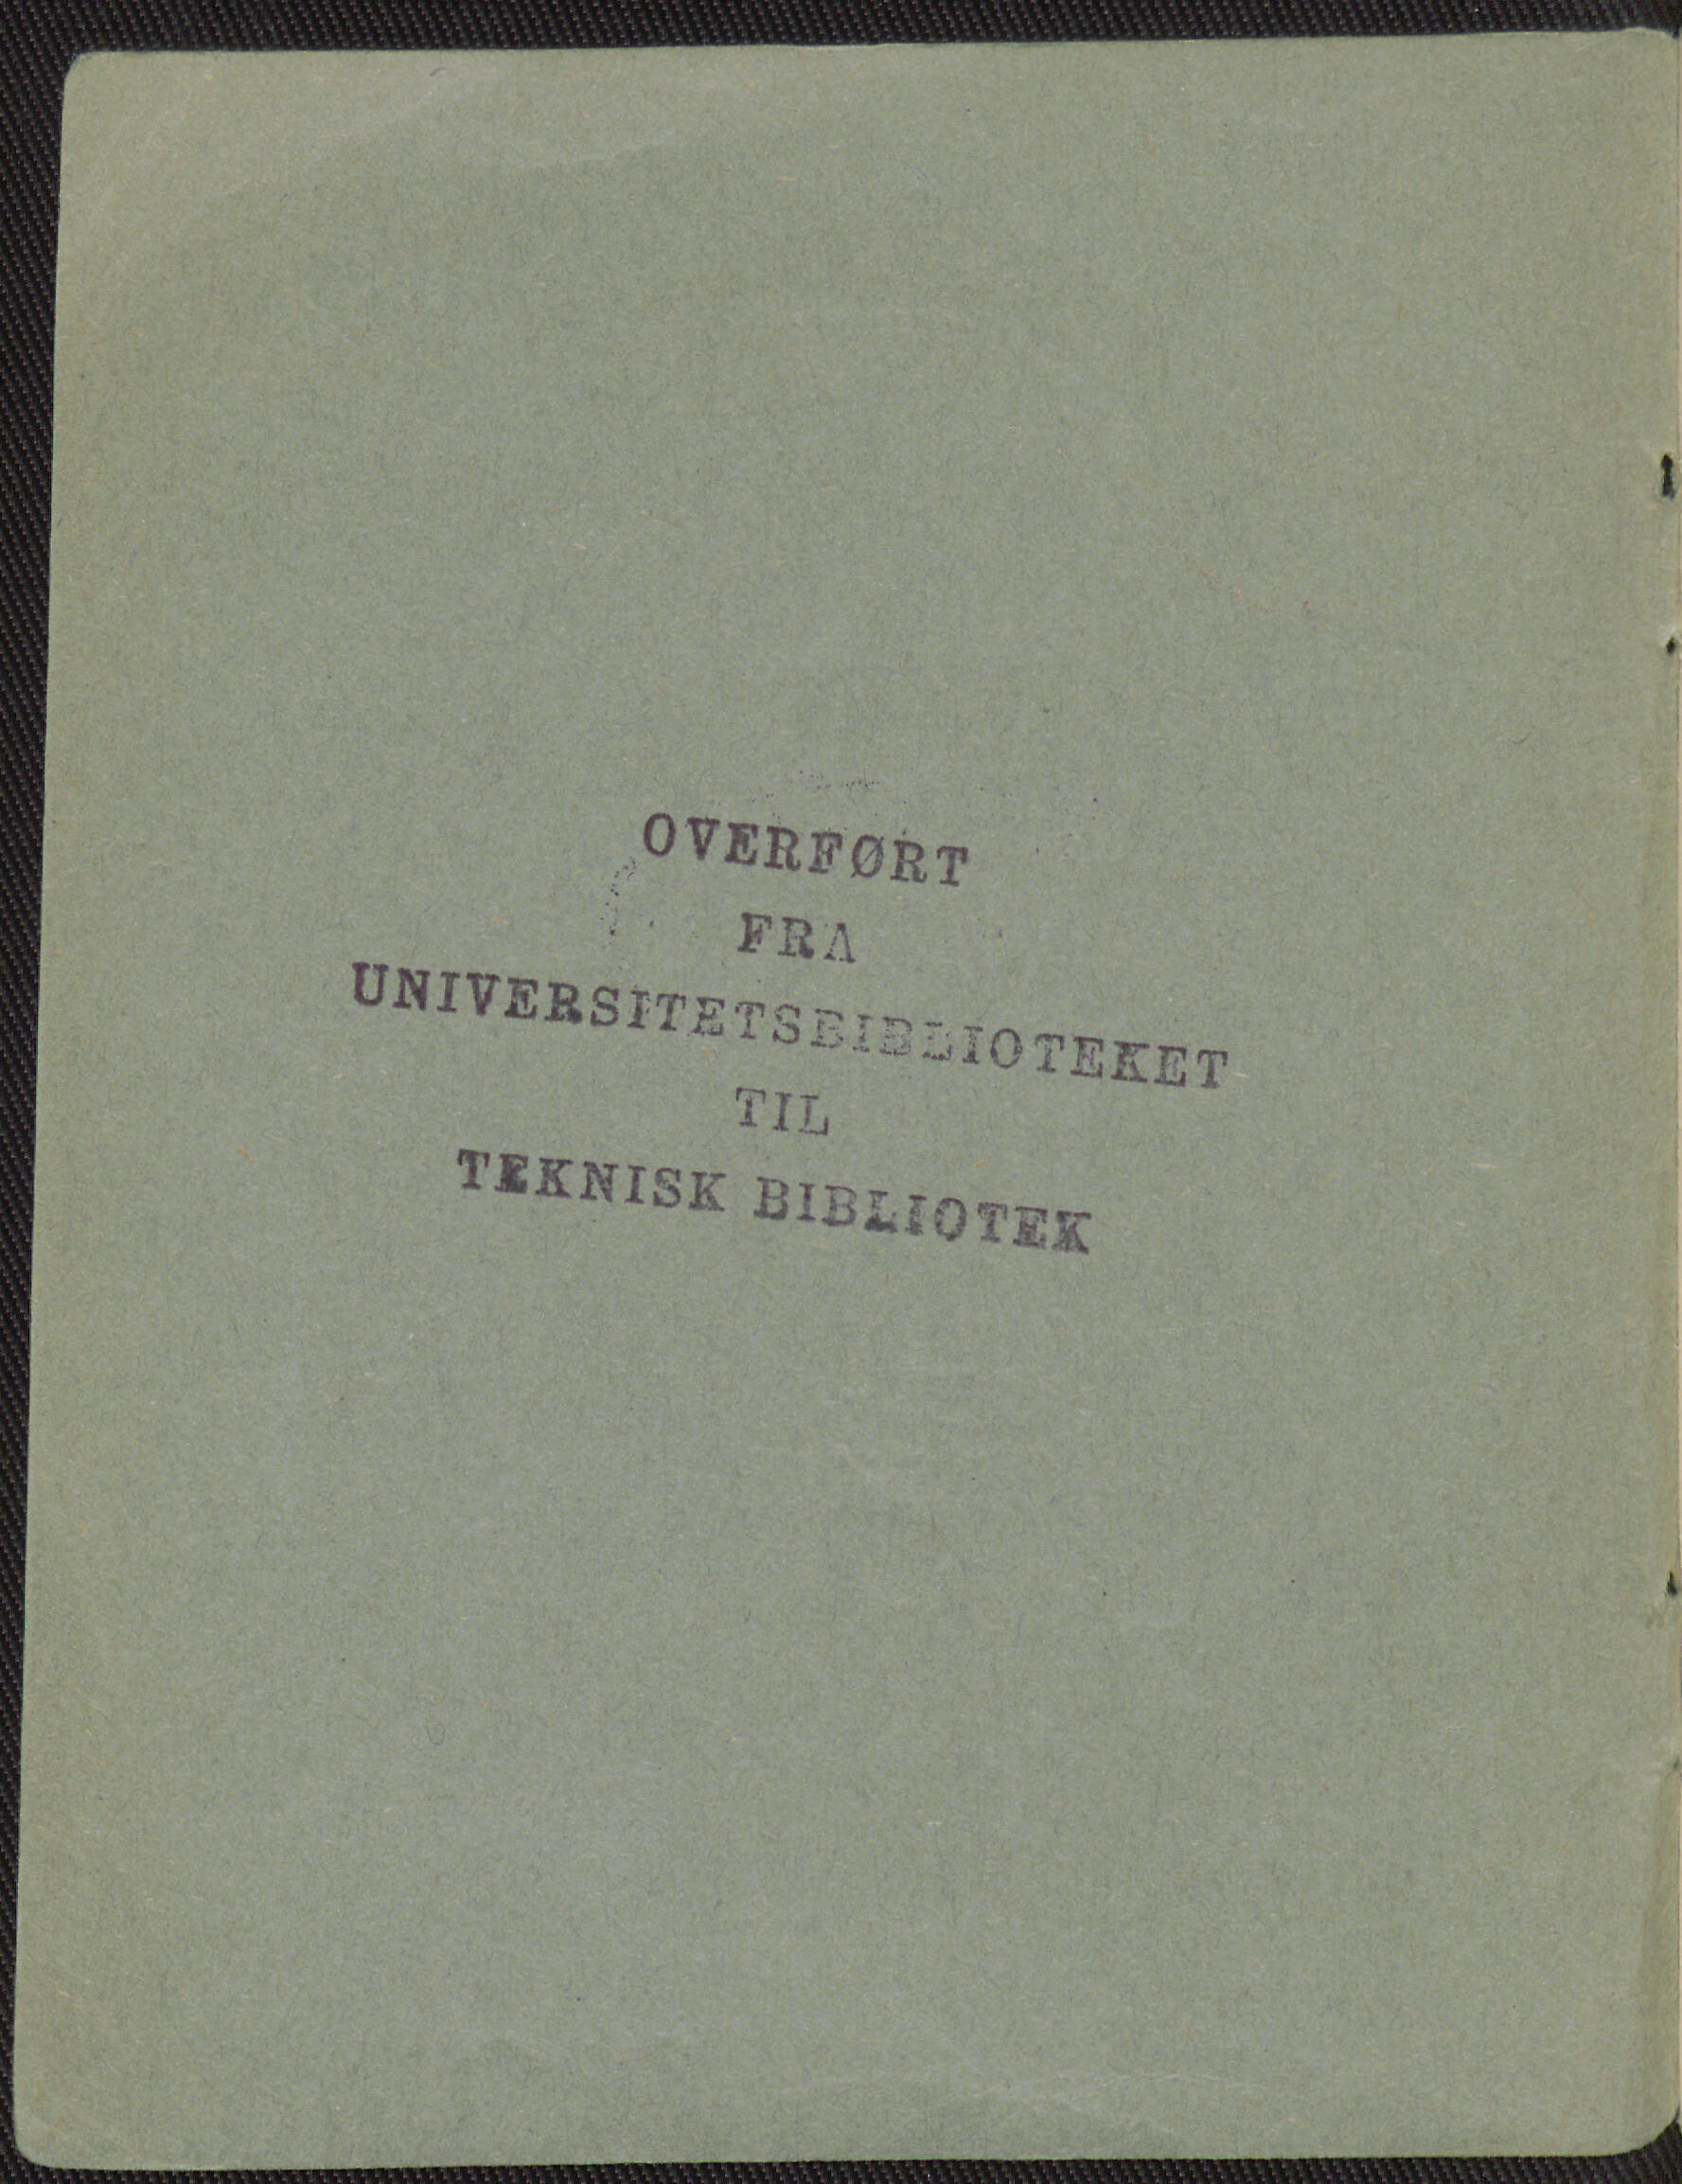 OVERFØRT
FRA
UNIVERSITETSBIBLIOTEKET
TIL
TEKNISK BIBLIOTEK